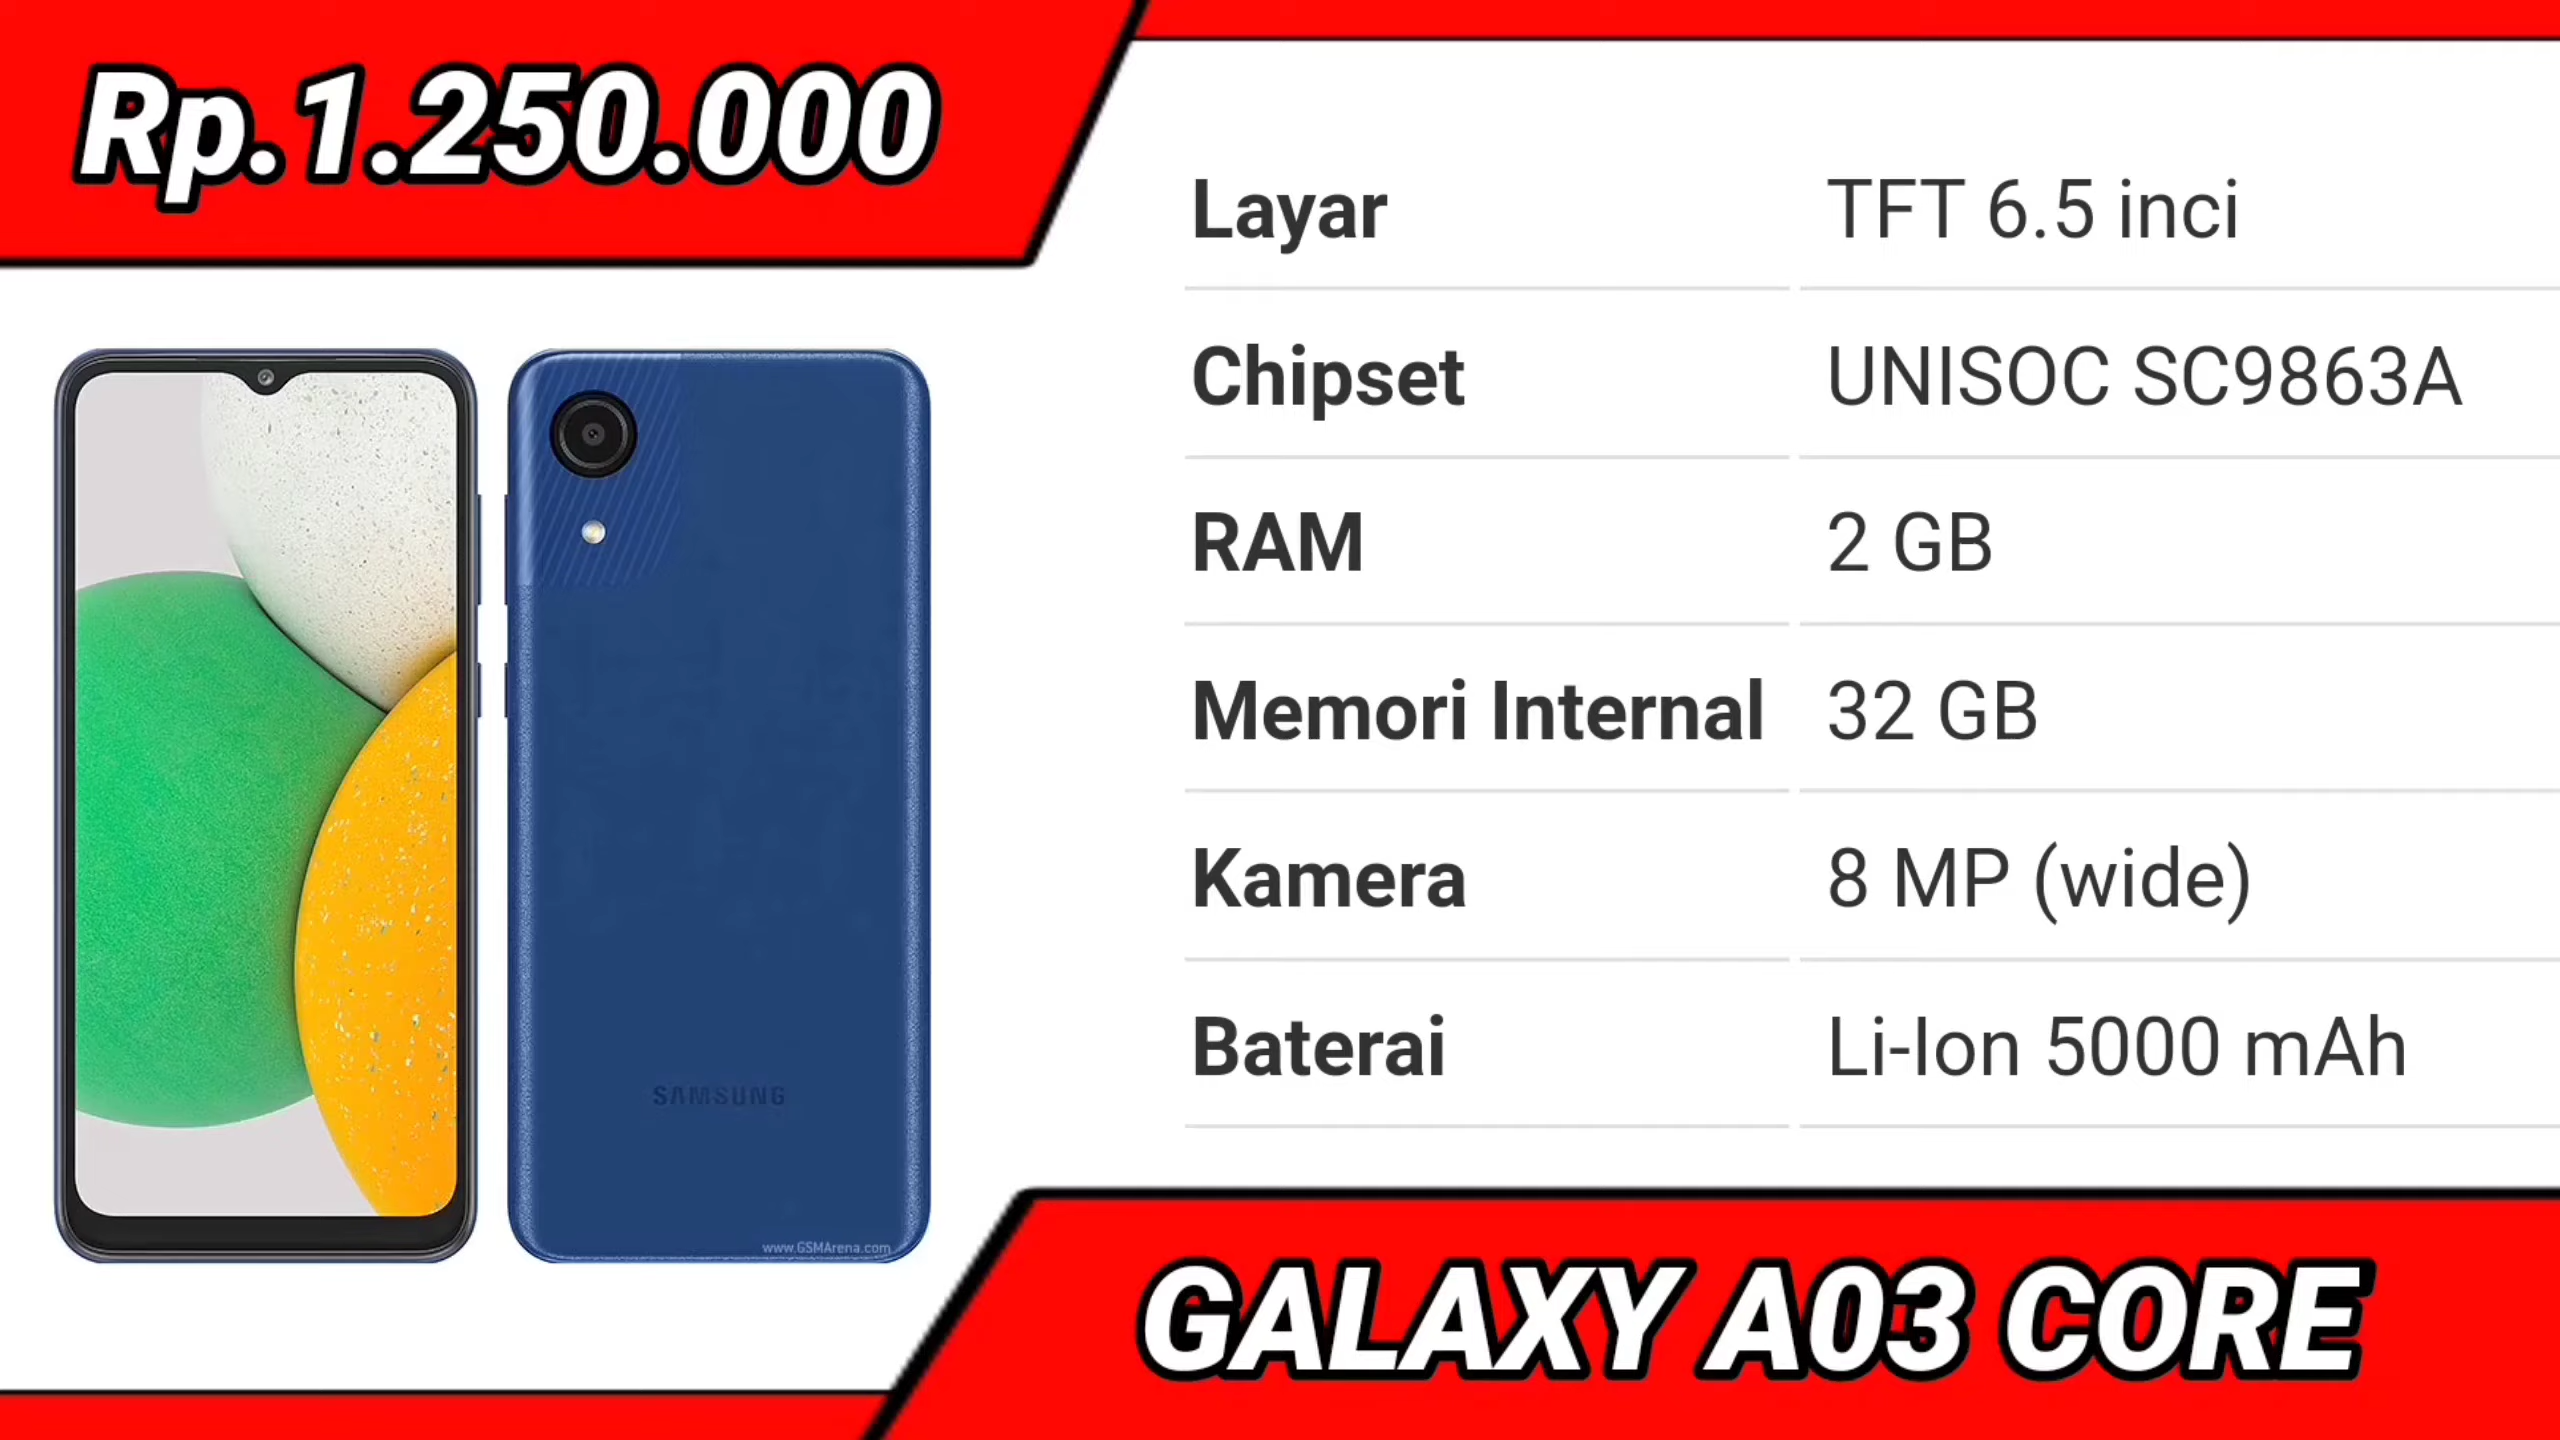 Rp.1.250.000
Layar TFT 6.5 inci
Chipset UNISOC SC9863A
RAM 2 GB
Memori Internal 32 GB
Kamera 8 MP (wide)
Baterai Li-Ion 5000 mAh
SAMSUNG
www.GSMArena.com
GALAXY A03 CORE